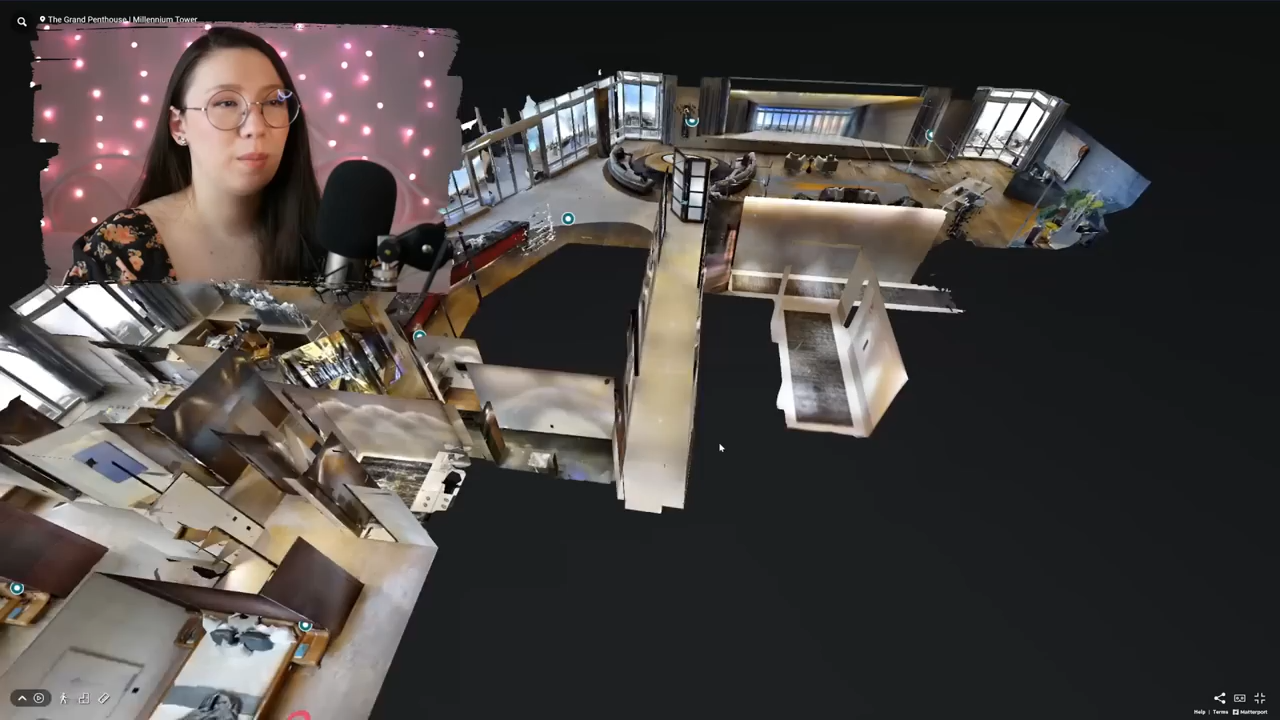 The Grand Penthouse | Millennium Tower
Help | Terms Matterport